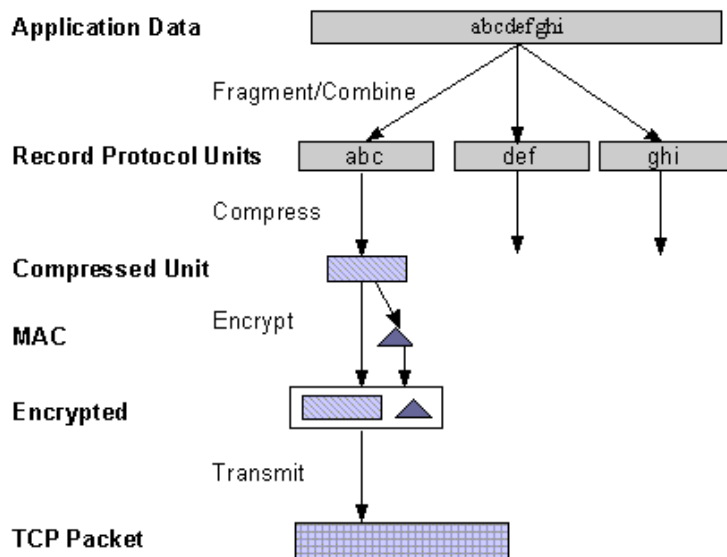 Application Data
abcdefghi
Fragment/Combine
Record Protocol Units
abc
def
ghi
Compress
Compressed Unit
Encrypt
MAC
Encrypted
Transmit
TCP Packet